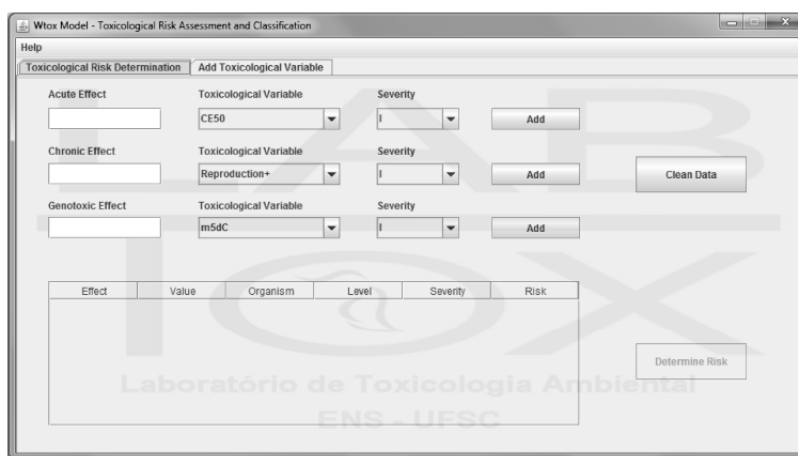 Wtox Model - Toxicological Risk Assessment and Classification
Help
Toxicological Risk Determination Add Toxicological Variable
Acute Effect Toxicological Variable Severity
CE50 I Add
Chronic Effect Toxicological Variable Severity
Reproduction+ I Add Clean Data
Genotoxic Effect Toxicological Variable Severity
m5dC I Add
LAB
TOX
Effect Value Organism Level Severity Risk
Determine Risk
Laboratório de Toxicologia Ambiental
ENS - UFSC